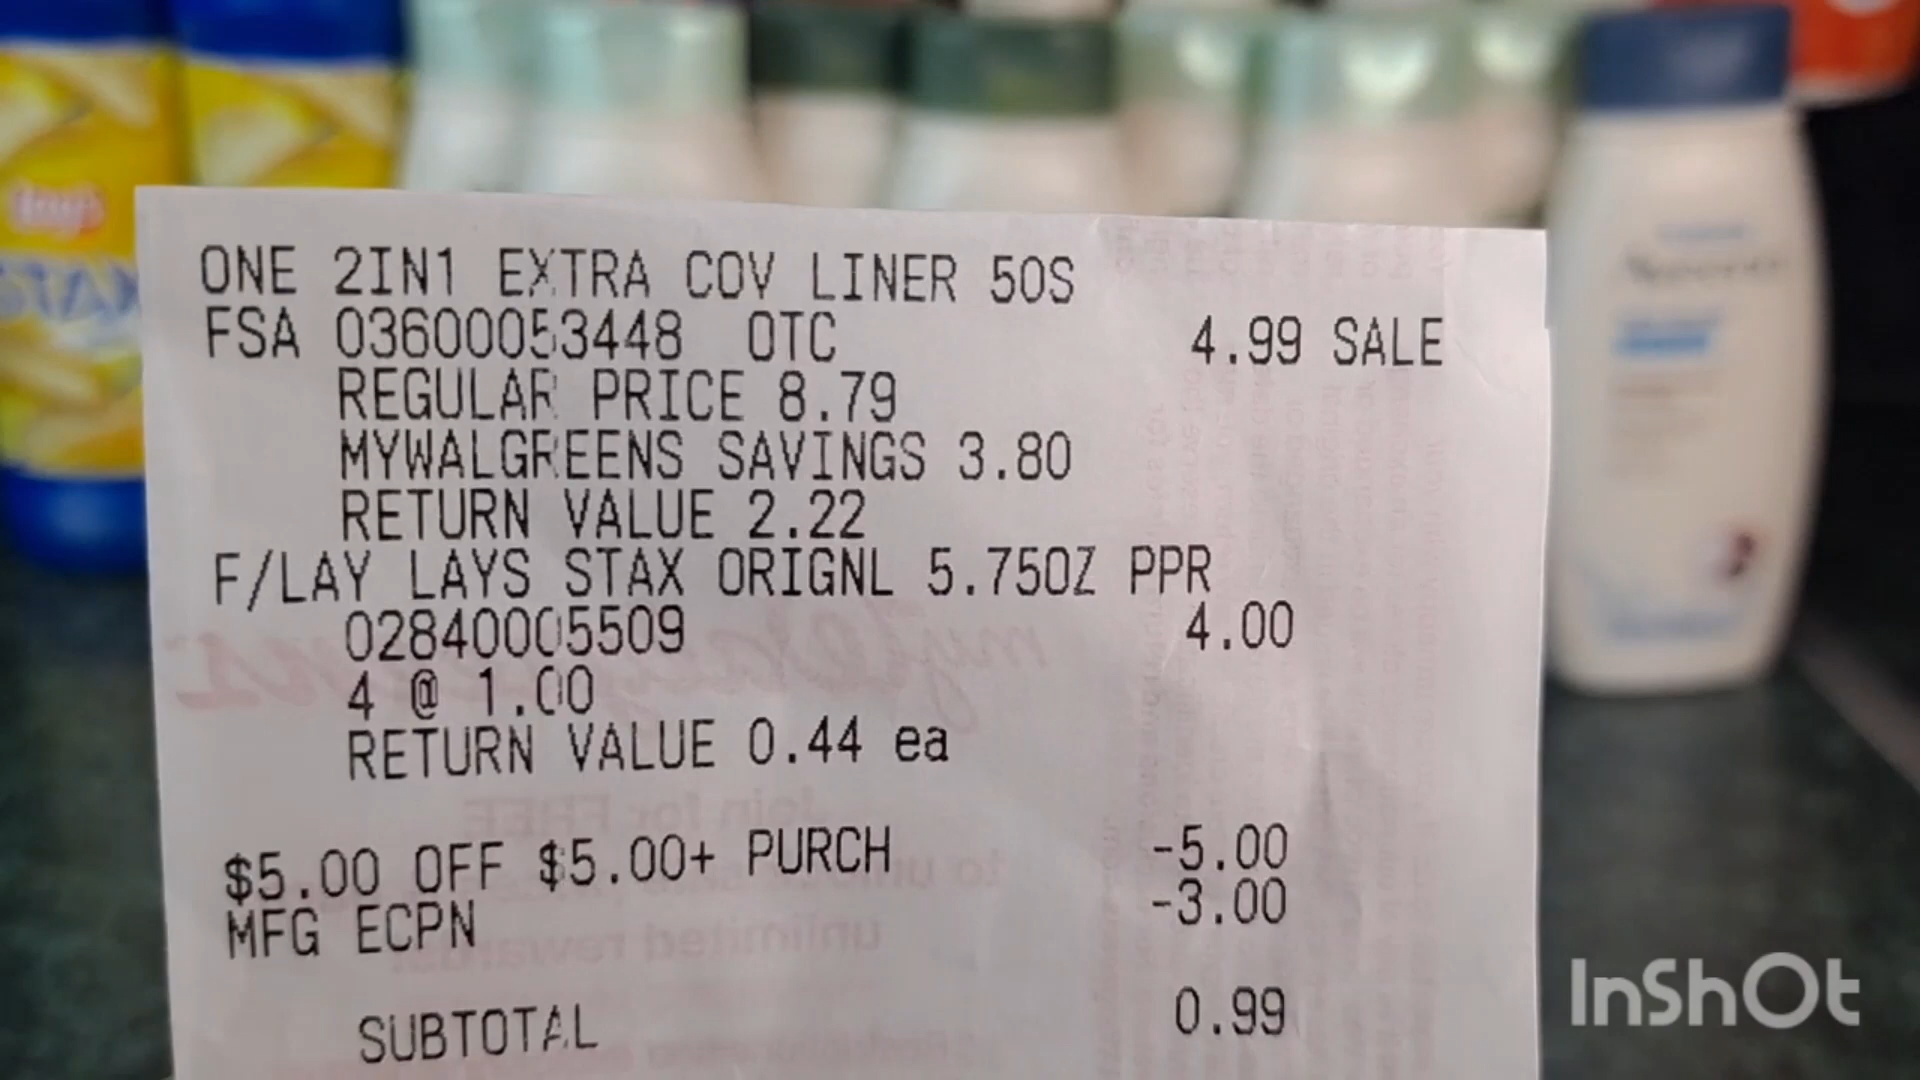 ONE 2IN1 EXTRA COV LINER 50S
FSA 03600053448 OTC 4.99 SALE
REGULAR PRICE 8.79
MYWALGREENS SAVINGS 3.80
RETURN VALUE 2.22
F/LAY LAYS STAX ORIGNL 5.75OZ PPR
02840005509 4.00
4 @ 1.00
RETURN VALUE 0.44 ea
$5.00 OFF $5.00+ PURCH -5.00
MFG ECPN -3.00
SUBTOTAL 0.99
InShOt